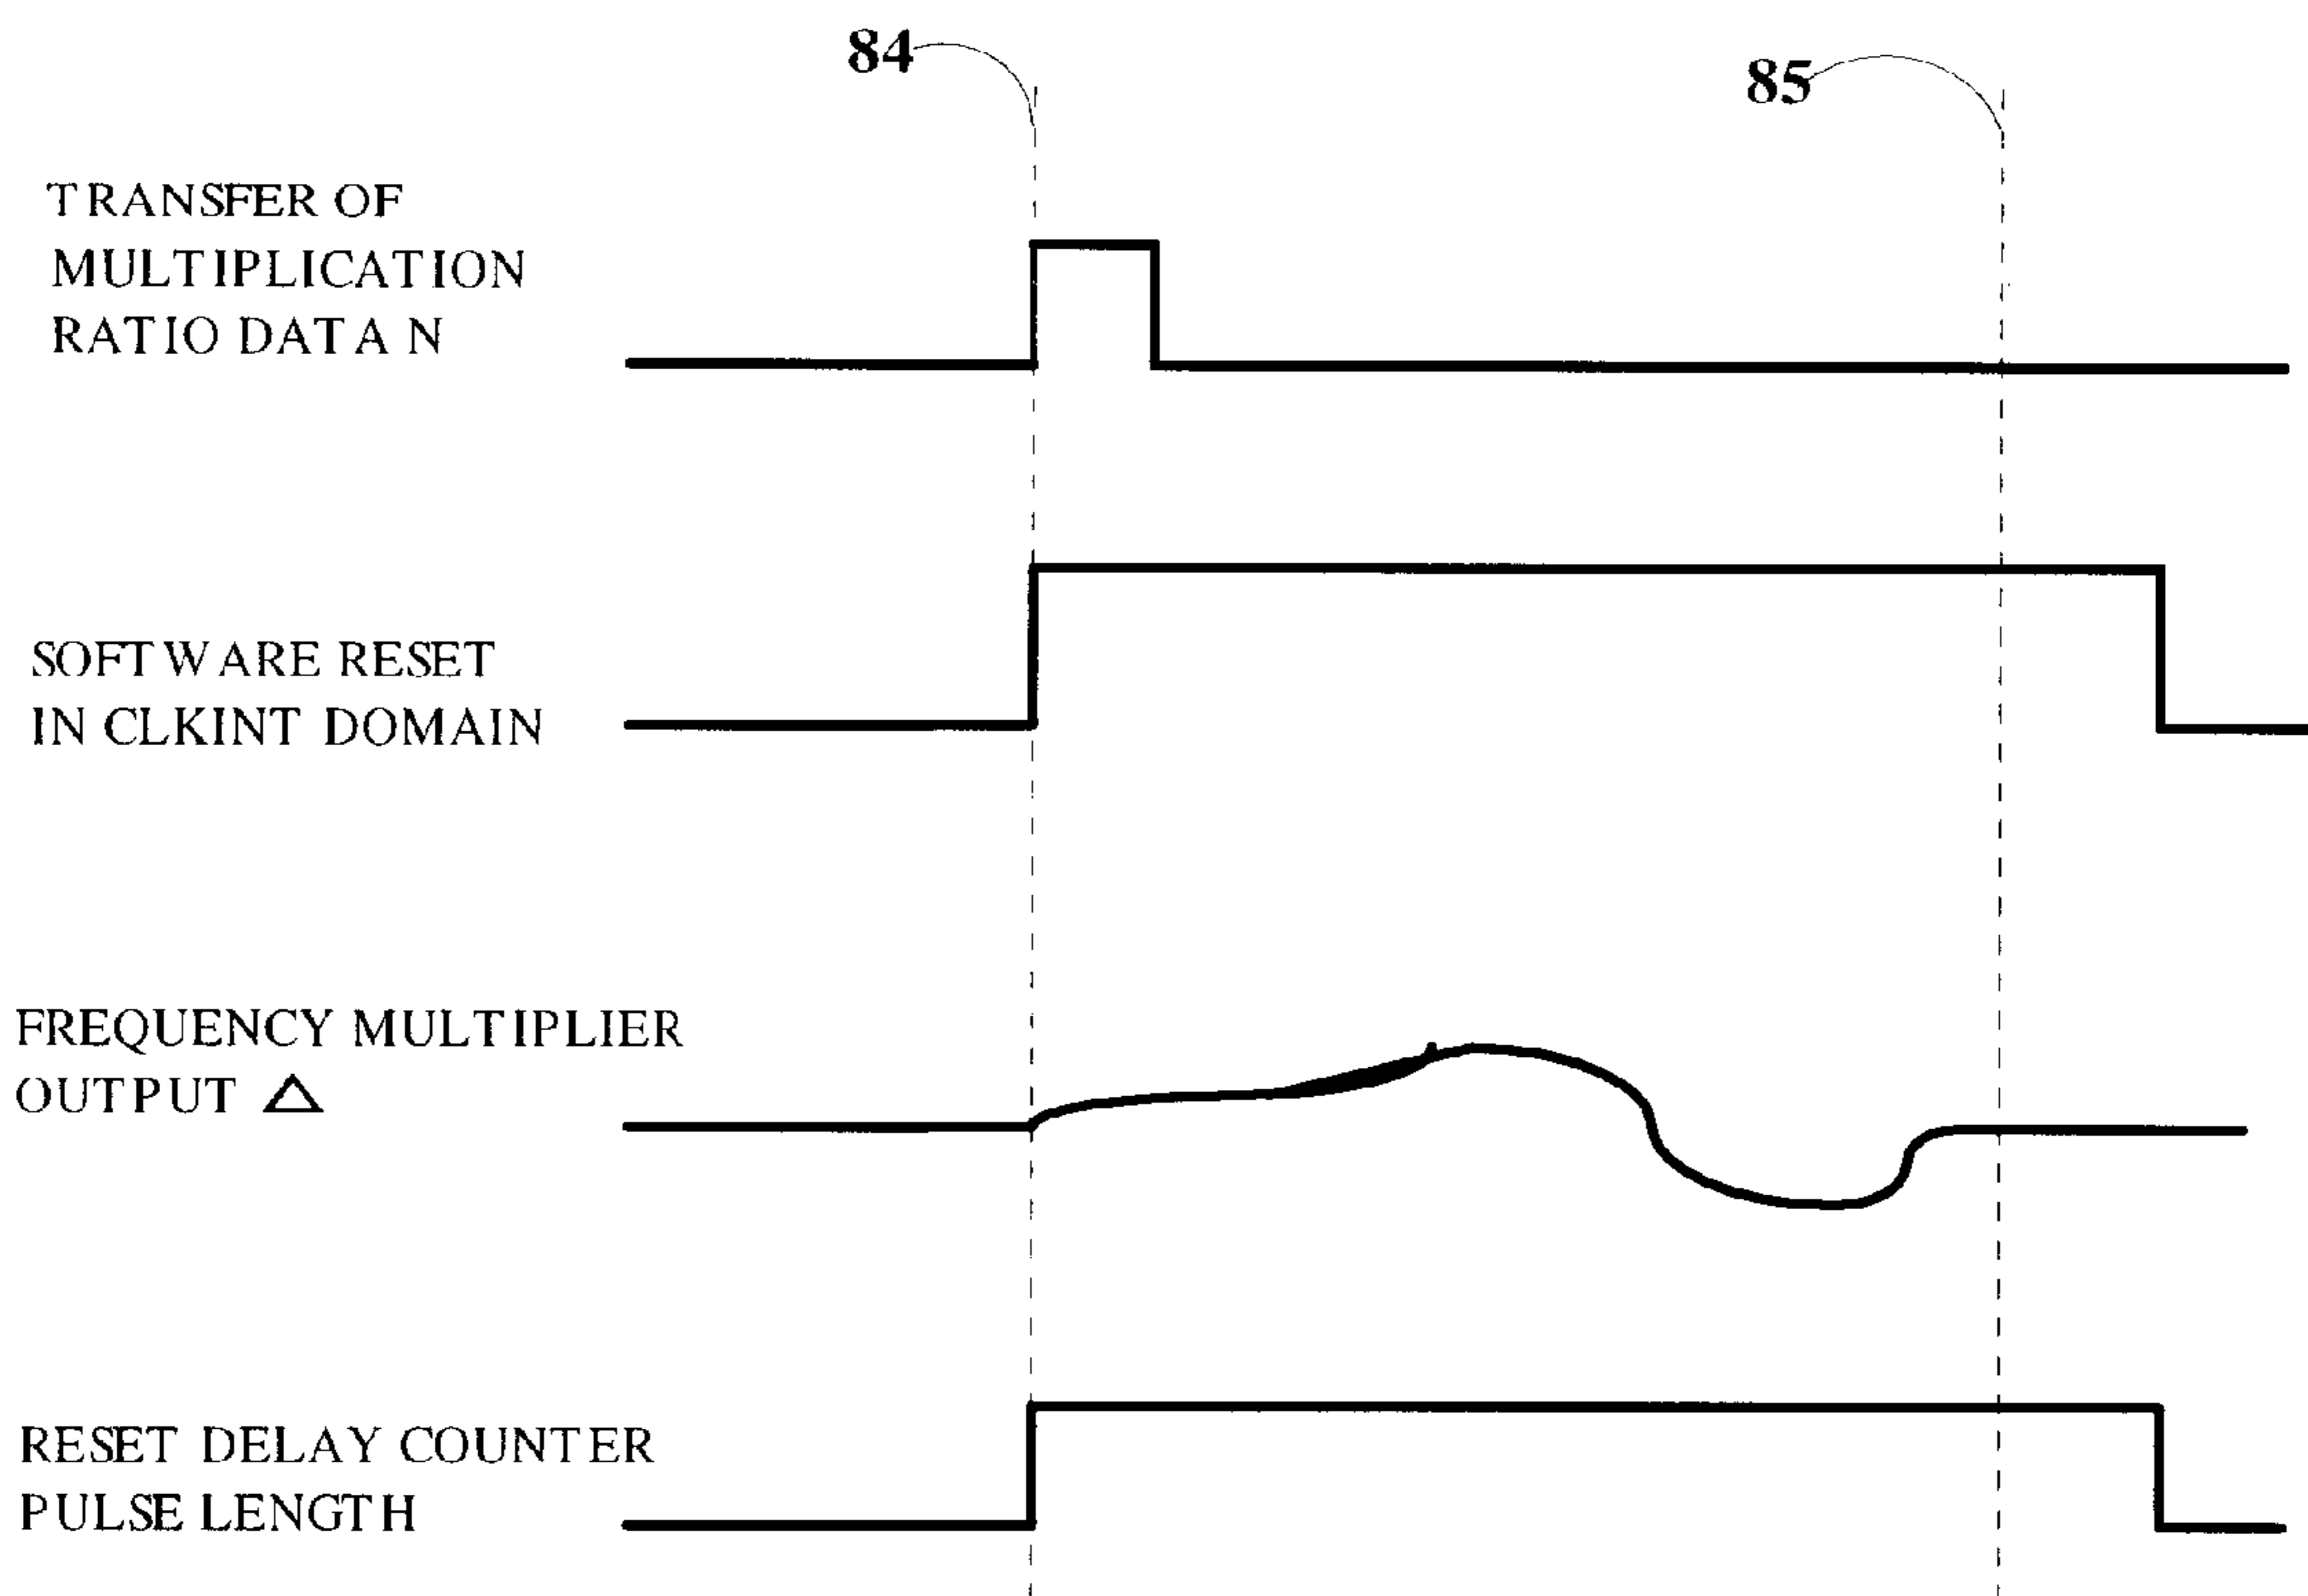 84
85
TRANSFER OF
MULTIPLICATION
RATIO DATA N
SOFTWARE RESET
IN CLKINT DOMAIN
FREQUENCY MULTIPLIER
OUTPUT △
RESET DELAY COUNTER
PULSE LENGTH